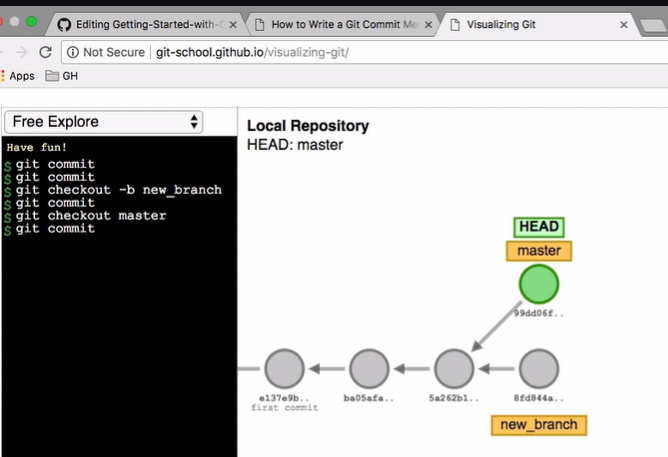 Editing Getting-Started-with-G
How to Write a Git Commit Me
Visualizing Git
Not Secure | git-school.github.io/visualizing-git/
Apps GH
Free Explore
Local Repository
HEAD: master
Have fun!
$ git commit
$ git commit
$ git checkout -b new_branch
$ git commit
$ git checkout master
$ git commit
HEAD
master
99dd06f..
e137e9b.. ba05afa.. 5a262b1.. 8fd844a..
first commit
new_branch